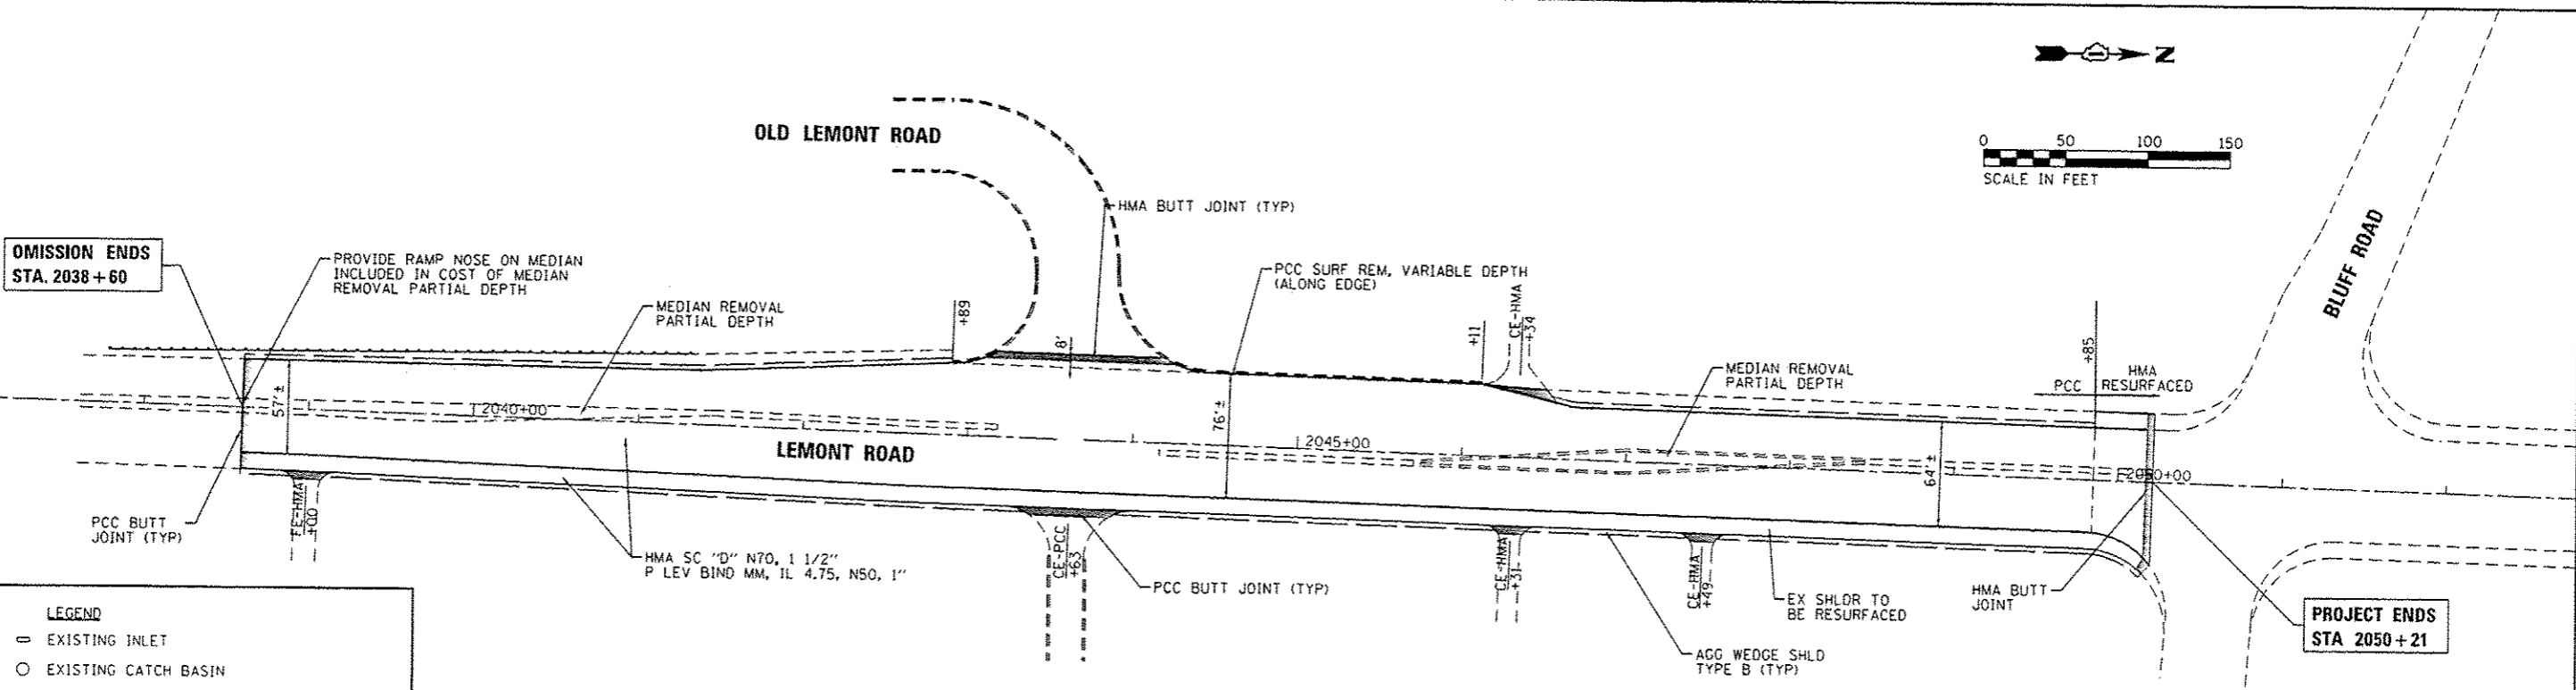 N
0 50 100 150
SCALE IN FEET
OLD LEMONT ROAD
HMA BUTT JOINT (TYP)
BLUFF ROAD
OMISSION ENDS
STA. 2038+60
PROVIDE RAMP NOSE ON MEDIAN
INCLUDED IN COST OF MEDIAN
REMOVAL PARTIAL DEPTH
MEDIAN REMOVAL
PARTIAL DEPTH
+89
8'
PCC SURF REM, VARIABLE DEPTH
(ALONG EDGE)
+11
CE-HMA
+34
MEDIAN REMOVAL
PARTIAL DEPTH
+85
PCC
HMA
RESURFACED
57'±
2040+00
LEMONT ROAD
76'±
2045+00
64'±
2050+00
PCC BUTT
JOINT (TYP)
+00
HMA SC "D" N70, 1 1/2"
P LEV BIND MM, IL 4.75, N50, 1"
CE-PCC
+63
PCC BUTT JOINT (TYP)
CE-HMA
+31
CE-HMA
+49
EX SHLDR TO
BE RESURFACED
AGG WEDGE SHLD
TYPE B (TYP)
HMA BUTT
JOINT
PROJECT ENDS
STA 2050+21
LEGEND
EXISTING INLET
EXISTING CATCH BASIN